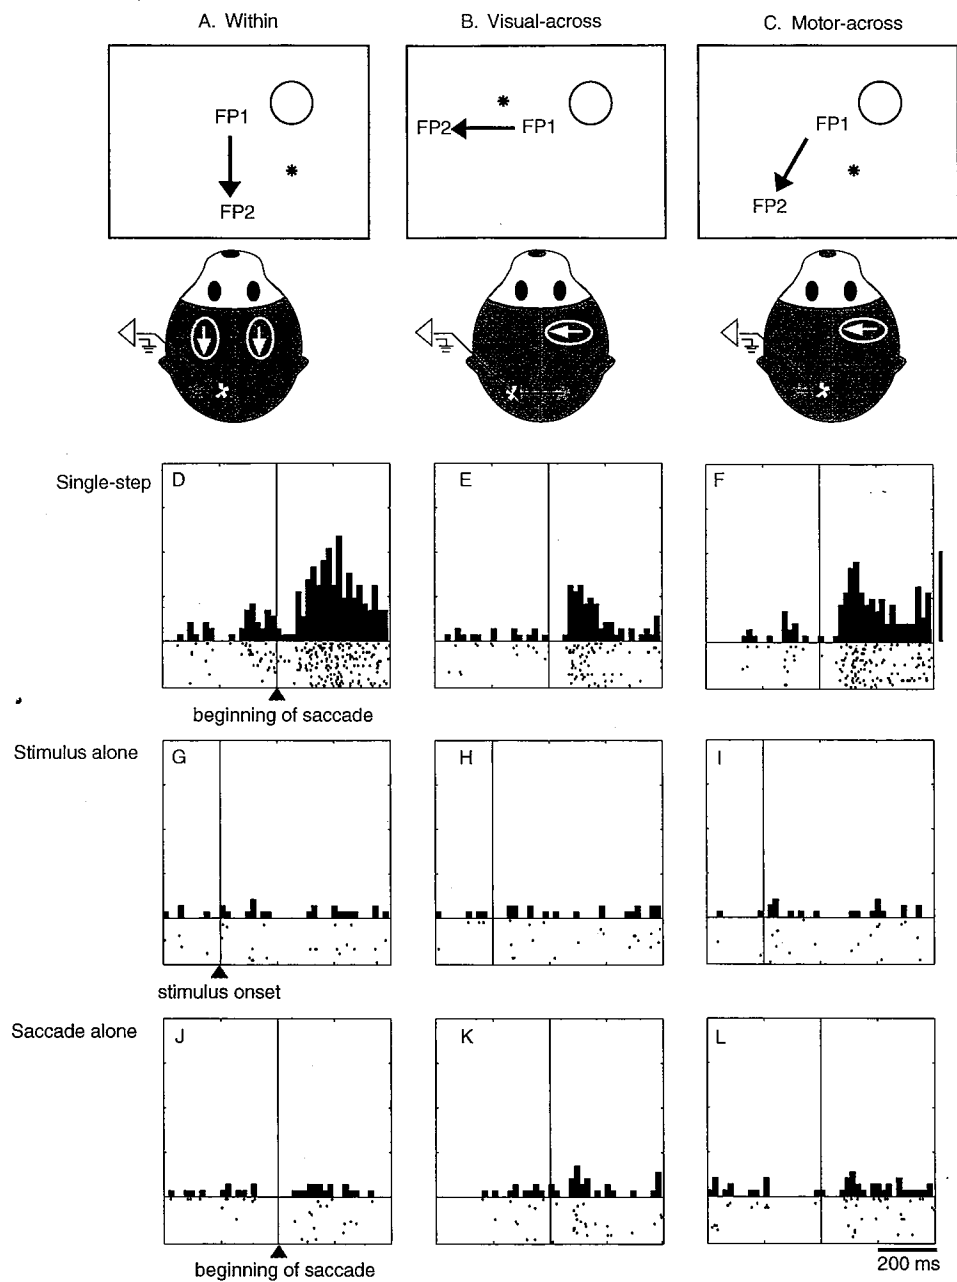 A. Within
B. Visual-across
C. Motor-across
FP1
FP2
FP2
FP1
FP1
FP2
Single-step
D
E
F
beginning of saccade
Stimulus alone
G
H
I
stimulus onset
Saccade alone
J
K
L
beginning of saccade
200 ms